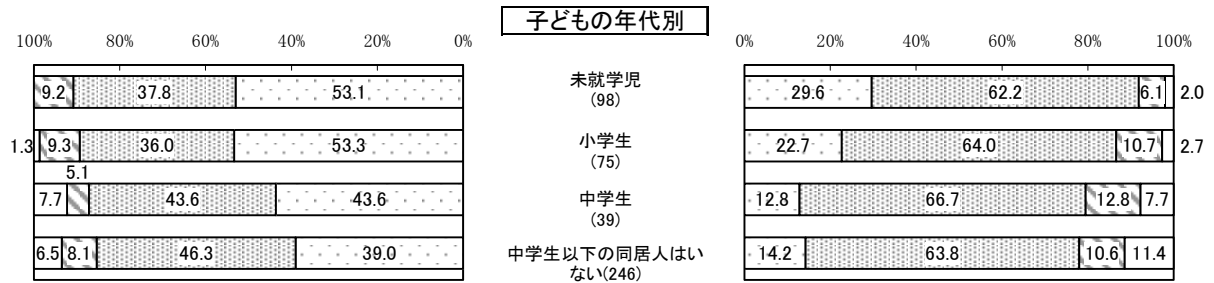 子どもの年代別
100% 80% 60% 40% 20% 0% 0% 20% 40% 60% 80% 100%
9.2 37.8 53.1 未就学児 29.6 62.2 6.1 2.0
(98)
1.3 9.3 36.0 53.3 小学生 22.7 64.0 10.7 2.7
(75)
5.1
7.7 43.6 43.6 中学生 12.8 66.7 12.8 7.7
(39)
6.5 8.1 46.3 39.0 中学生以下の同居人はい 14.2 63.8 10.6 11.4
ない(246)